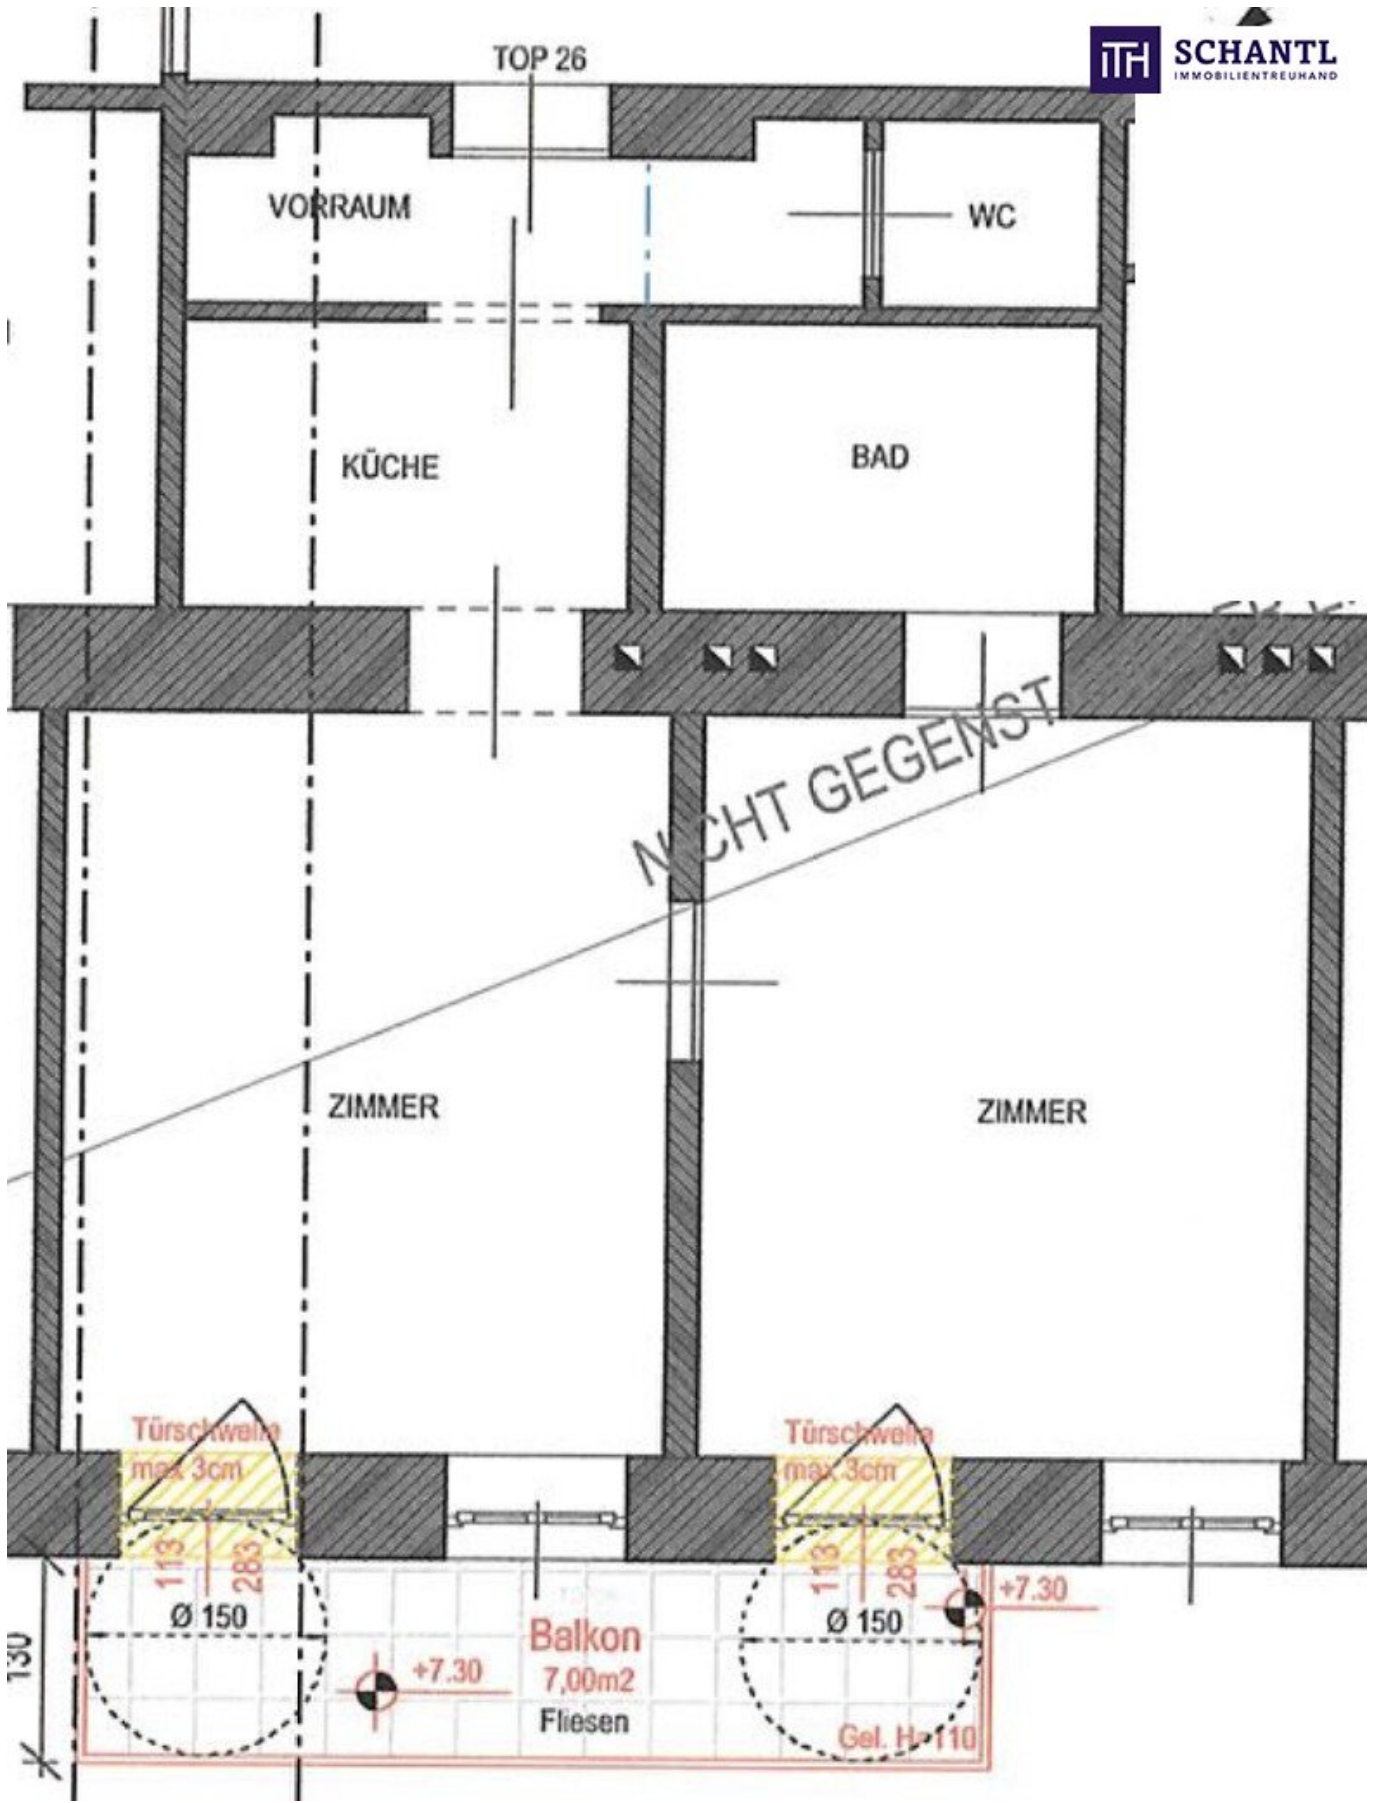 TOP 26
iTH SCHANTL
IMMOBILIENTREUHAND
VORRAUM
WC
KÜCHE
BAD
NICHT GEGENST
ZIMMER
ZIMMER
Türschwelle
max 3cm
Türschwelle
max 3cm
113
283
113
283
Ø 150
Ø 150
+7.30
Balkon
7,00m2
Fliesen
+7.30
130
Gel. H=110